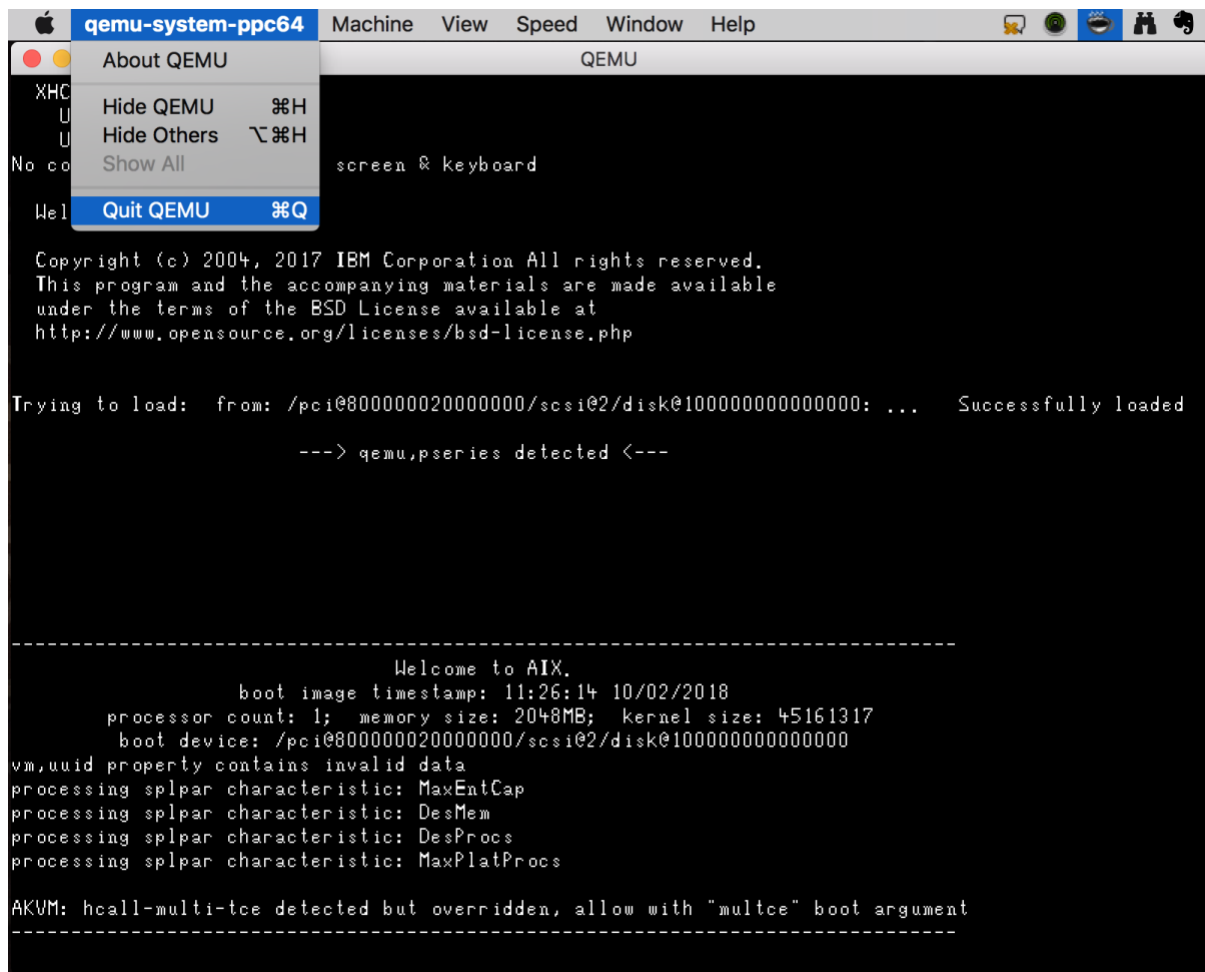 qemu-system-ppc64 Machine View Speed Window Help
QEMU
About QEMU
Hide QEMU ⌘H
Hide Others ⌥⌘H
Show All
Quit QEMU ⌘Q
XHC
U
U
No co screen & keyboard
Wel
Copyright (c) 2004, 2017 IBM Corporation All rights reserved.
This program and the accompanying materials are made available
under the terms of the BSD License available at
http://www.opensource.org/licenses/bsd-license.php
Trying to load: from: /pci@800000020000000/scsi@2/disk@100000000000000: ... Successfully loaded
---> qemu,pseries detected <---
-------------------------------------------------------------------------------
Welcome to AIX.
boot image timestamp: 11:26:14 10/02/2018
processor count: 1; memory size: 2048MB; kernel size: 45161317
boot device: /pci@800000020000000/scsi@2/disk@100000000000000
vm,uuid property contains invalid data
processing splpar characteristic: MaxEntCap
processing splpar characteristic: DesMem
processing splpar characteristic: DesProcs
processing splpar characteristic: MaxPlatProcs
AKVM: hcall-multi-tce detected but overridden, allow with "multce" boot argument
-------------------------------------------------------------------------------